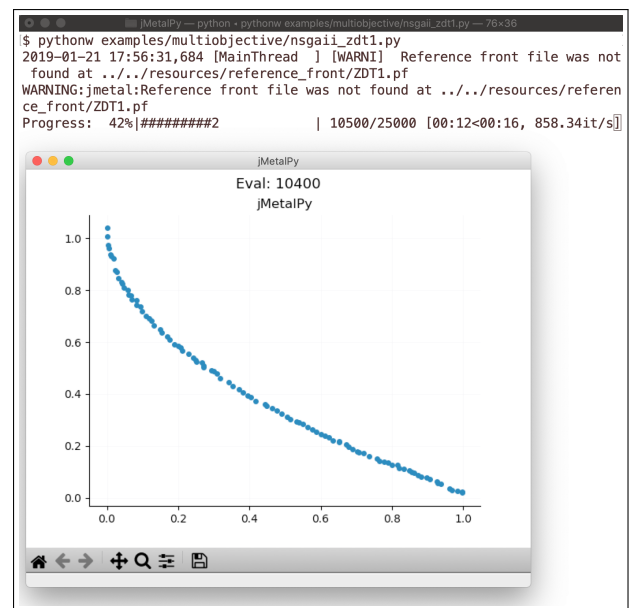 jMetalPy — python • pythonw examples/multiobjective/nsgaii_zdt1.py — 76×36
$ pythonw examples/multiobjective/nsgaii_zdt1.py
2019-01-21 17:56:31,684 [MainThread  ] [WARNI]  Reference front file was not
 found at ../../resources/reference_front/ZDT1.pf
WARNING:jmetal:Reference front file was not found at ../../resources/referen
ce_front/ZDT1.pf
Progress:  42%|#########2                | 10500/25000 [00:12<00:16, 858.34it/s]
jMetalPy
Eval: 10400
jMetalPy
1.0
0.8
0.6
0.4
0.2
0.0
0.0 0.2 0.4 0.6 0.8 1.0